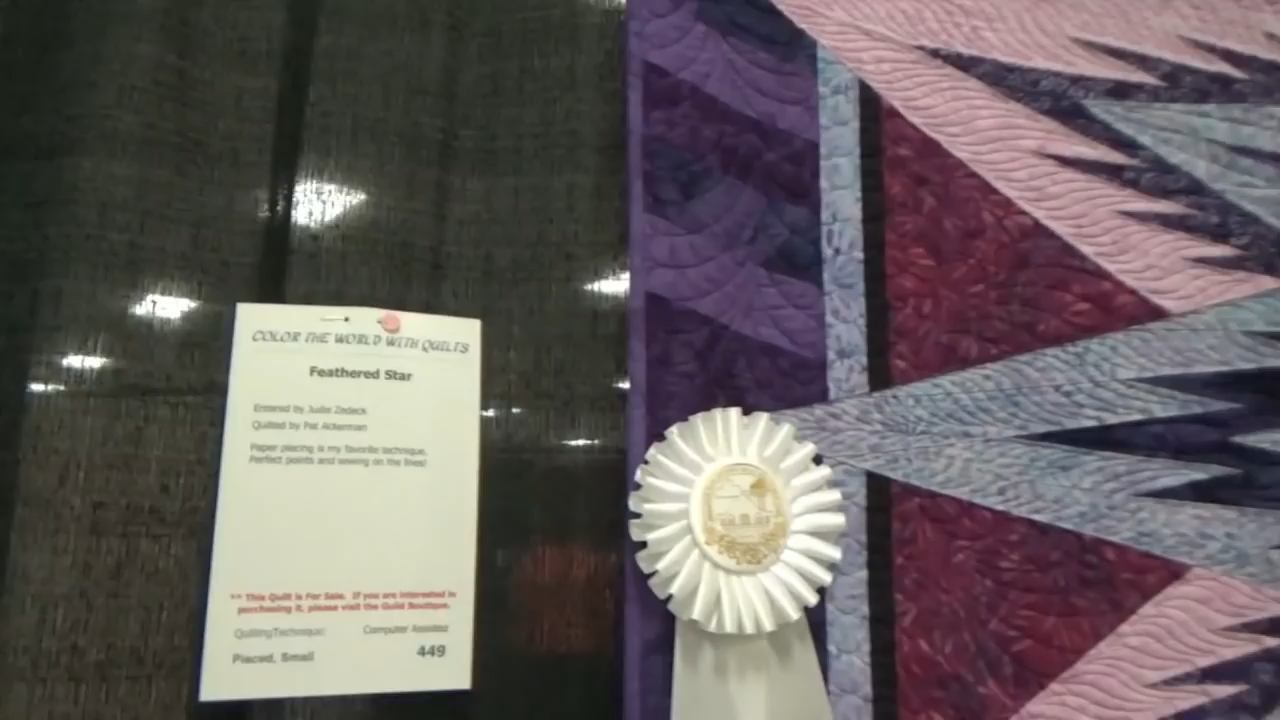 COLOR THE WORLD WITH QUILTS
Feathered Star
Entered by Judie Zedeck
Quilted by Pat Ackerman
Paper piecing is my favorite technique.
Perfect points and sewing on the lines!
** This Quilt is For Sale. If you are interested in
purchasing it, please visit the Guild Boutique.
QuiltingTechnique: Computer Assisted
Pieced, Small 449